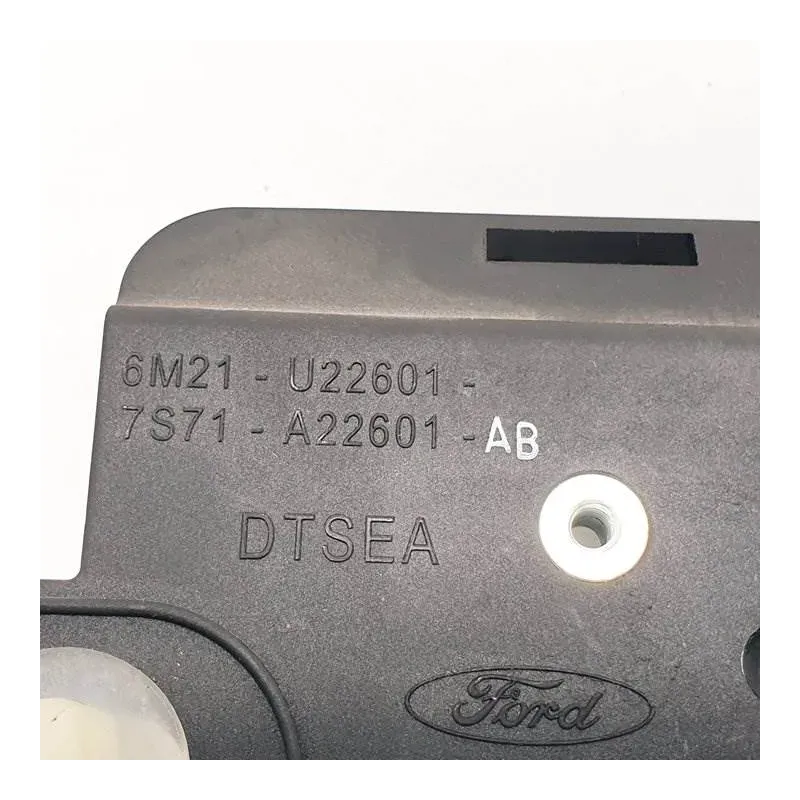 6M21 - U22601 -
7S71 - A22601 - AB
DTSEA
Ford